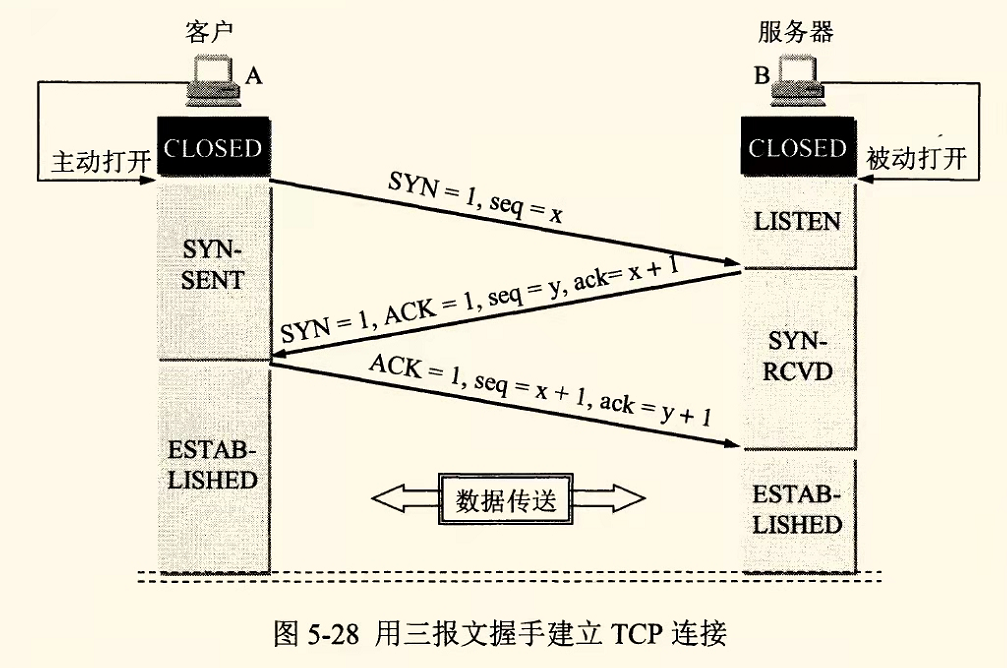 客户
服务器
A
B
CLOSED
CLOSED
主动打开
被动打开
SYN = 1, seq = x
LISTEN
SYN-
SENT
SYN = 1, ACK = 1, seq = y, ack= x + 1
SYN-
RCVD
ACK = 1, seq = x + 1, ack = y + 1
ESTAB-
LISHED
数据传送
ESTAB-
LISHED
图 5-28 用三报文握手建立 TCP 连接